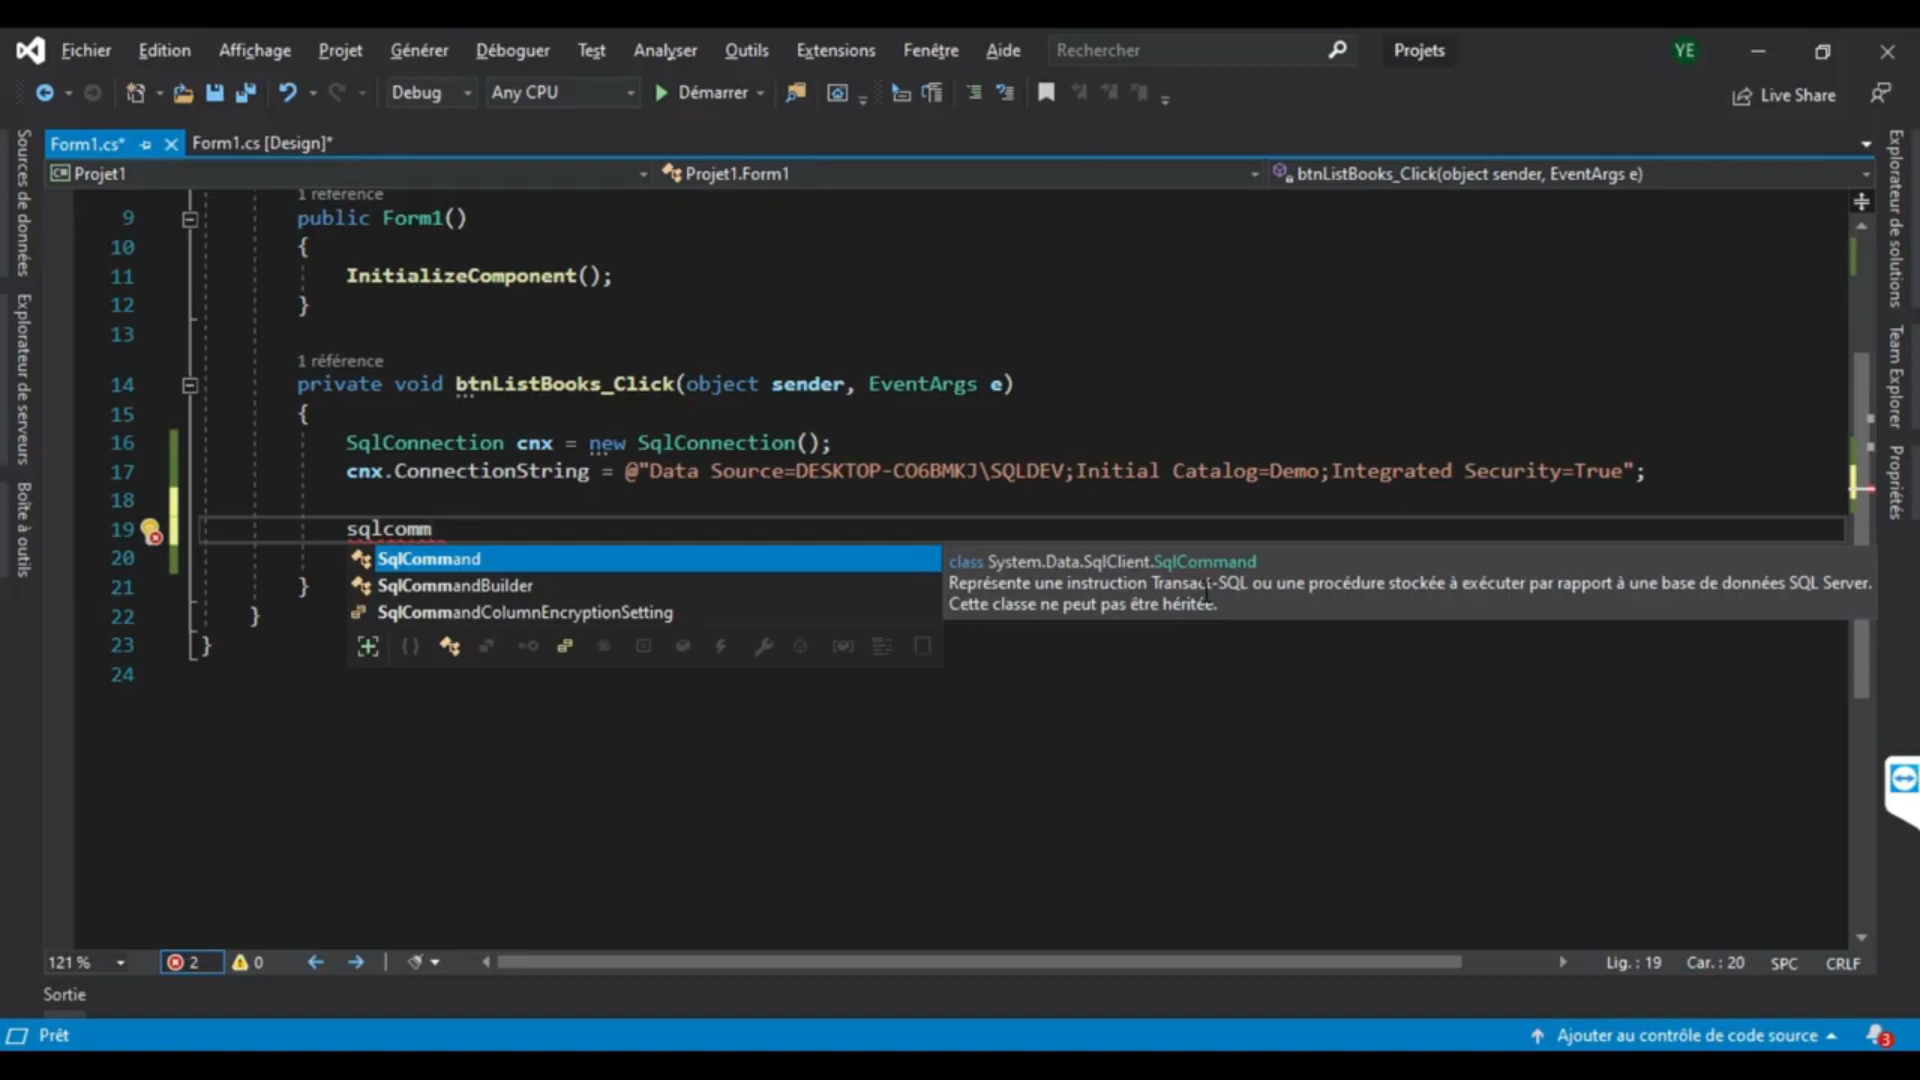 Fichier Edition Affichage Projet Générer Déboguer Test Analyser Outils Extensions Fenêtre Aide Rechercher Projets YE
Debug Any CPU Démarrer Live Share
Form1.cs* Form1.cs [Design]*
C# Projet1 Projet1.Form1 btnListBooks_Click(object sender, EventArgs e)
Sources de données
Explorateur de serveurs
Boîte à outils
1 référence
9 public Form1()
10 {
11 InitializeComponent();
12 }
13
1 référence
14 private void btnListBooks_Click(object sender, EventArgs e)
15 {
16 SqlConnection cnx = new SqlConnection();
17 cnx.ConnectionString = @"Data Source=DESKTOP-CO6BMKJ\SQLDEV;Initial Catalog=Demo;Integrated Security=True";
18
19 sqlcomm
20
21 }
22 }
23 }
24
SqlCommand
SqlCommandBuilder
SqlCommandColumnEncryptionSetting
class System.Data.SqlClient.SqlCommand
Représente une instruction Transact-SQL ou une procédure stockée à exécuter par rapport à une base de données SQL Server.
Cette classe ne peut pas être héritée.
Explorateur de solutions
Team Explorer
Propriétés
121 % 2 0 Lig. : 19 Car. : 20 SPC CRLF
Sortie
Prêt Ajouter au contrôle de code source 3